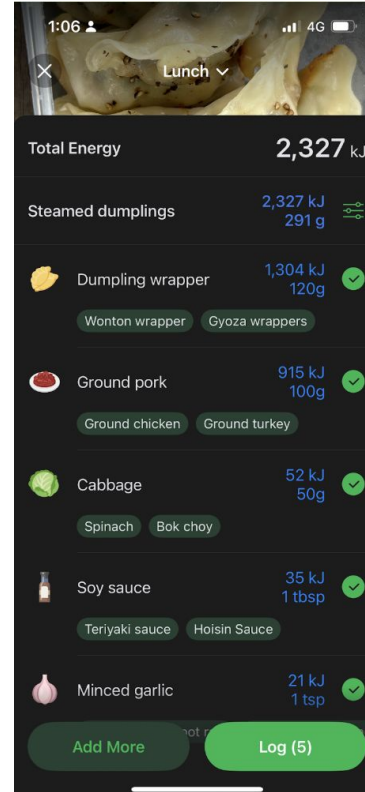 1:06
4G
Lunch
Total Energy
2,327 kJ
Steamed dumplings
2,327 kJ
291 g
Dumpling wrapper
1,304 kJ
120g
Wonton wrapper
Gyoza wrappers
Ground pork
915 kJ
100g
Ground chicken
Ground turkey
Cabbage
52 kJ
50g
Spinach
Bok choy
Soy sauce
35 kJ
1 tbsp
Teriyaki sauce
Hoisin Sauce
Minced garlic
21 kJ
1 tsp
Add More
Log (5)